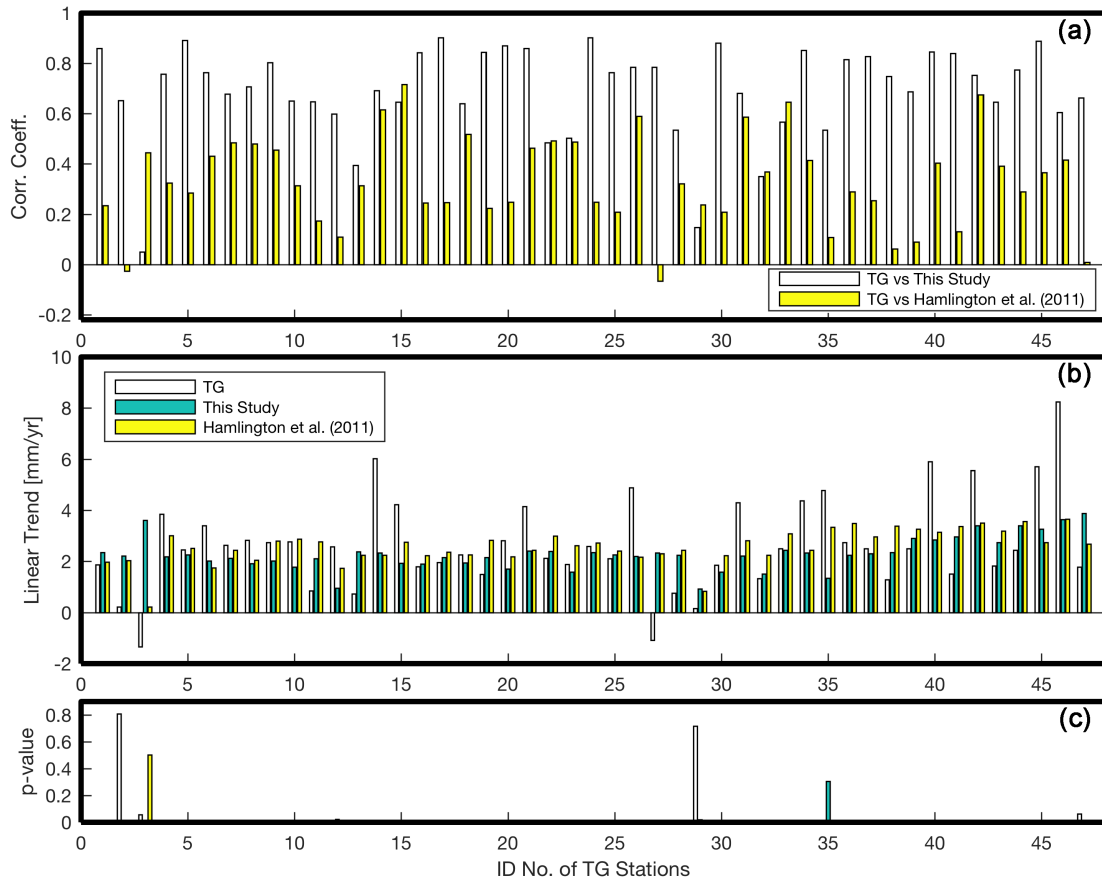 (a)
1
0.8
0.6
0.4
0.2
0
-0.2
Corr. Coeff.
TG vs This Study
TG vs Hamlington et al. (2011)
0 5 10 15 20 25 30 35 40 45
(b)
10
8
6
4
2
0
-2
Linear Trend [mm/yr]
TG
This Study
Hamlington et al. (2011)
0 5 10 15 20 25 30 35 40 45
(c)
0.8
0.6
0.4
0.2
0
p-value
0 5 10 15 20 25 30 35 40 45
ID No. of TG Stations